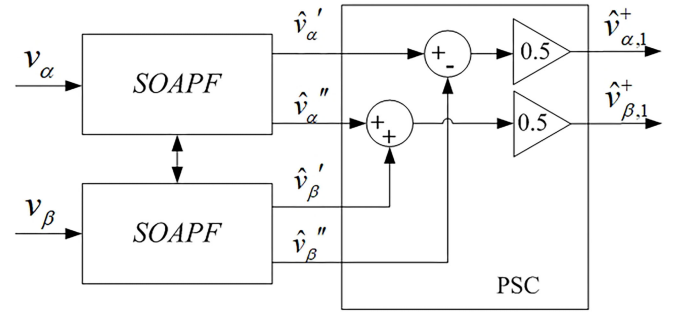 v_α
SOAPF
v̂_α′
v̂_α″
v_β
SOAPF
v̂_β′
v̂_β″
+
-
+
+
0.5
0.5
v̂⁺_α,1
v̂⁺_β,1
PSC